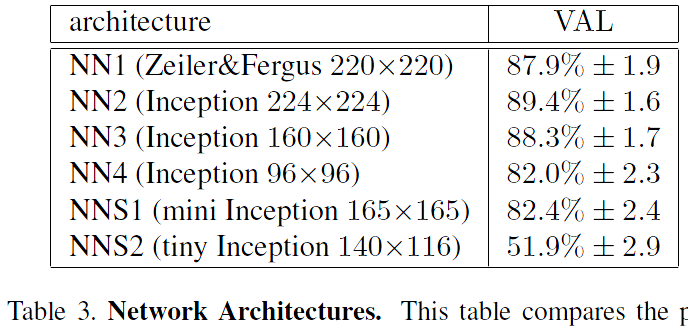 architecture VAL
NN1 (Zeiler&Fergus 220×220) 87.9% ± 1.9
NN2 (Inception 224×224) 89.4% ± 1.6
NN3 (Inception 160×160) 88.3% ± 1.7
NN4 (Inception 96×96) 82.0% ± 2.3
NNS1 (mini Inception 165×165) 82.4% ± 2.4
NNS2 (tiny Inception 140×116) 51.9% ± 2.9
Table 3. Network Architectures. This table compares the